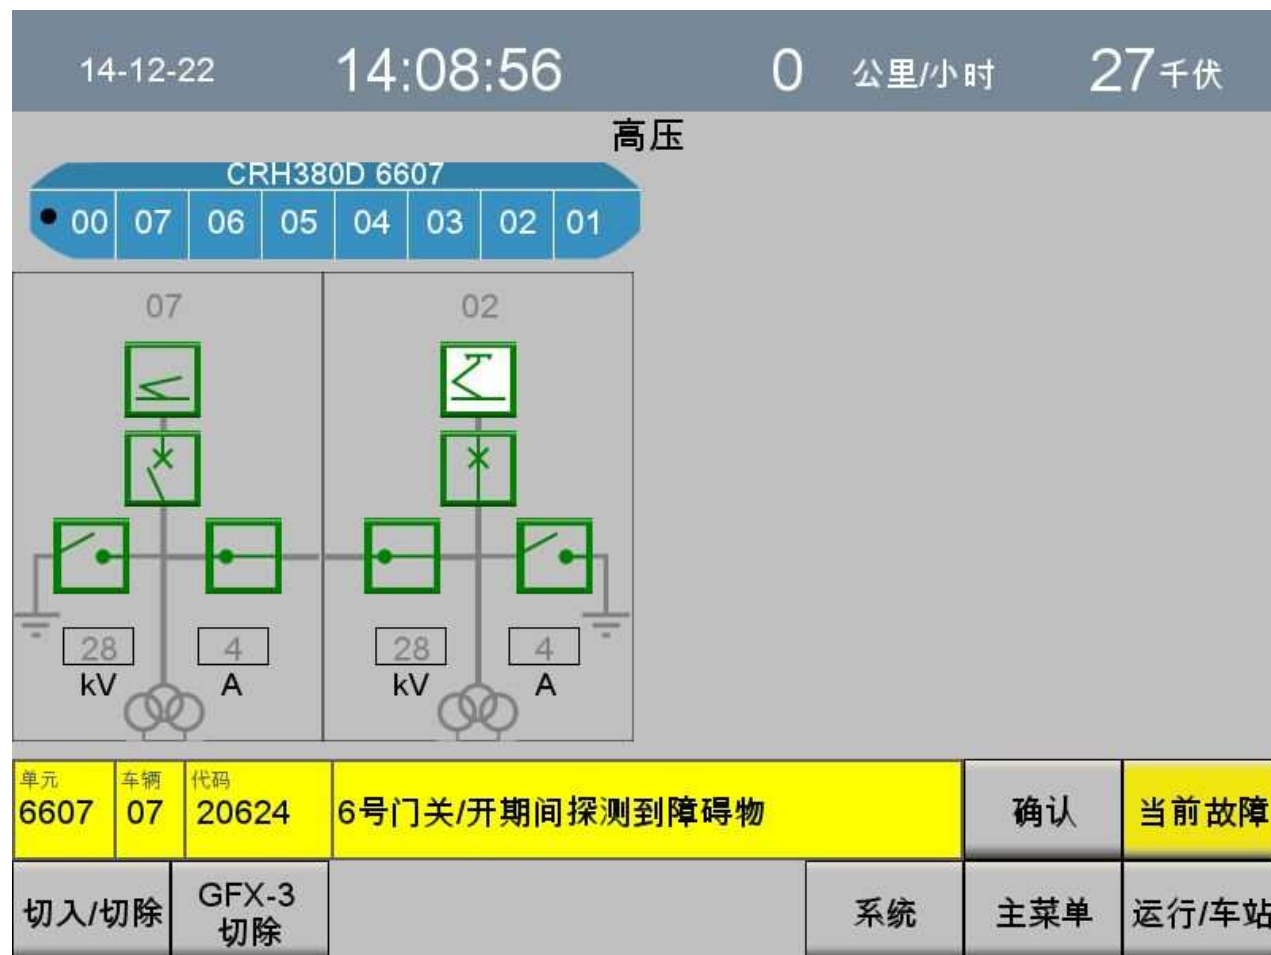 14-12-22 14:08:56 0 公里/小时 27千伏
高压
CRH380D 6607
00 07 06 05 04 03 02 01
07 02
28 4 28 4
kV A kV A
单元 车辆 代码
6607 07 20624 6号门关/开期间探测到障碍物 确认 当前故障
切入/切除 GFX-3 切除 系统 主菜单 运行/车站